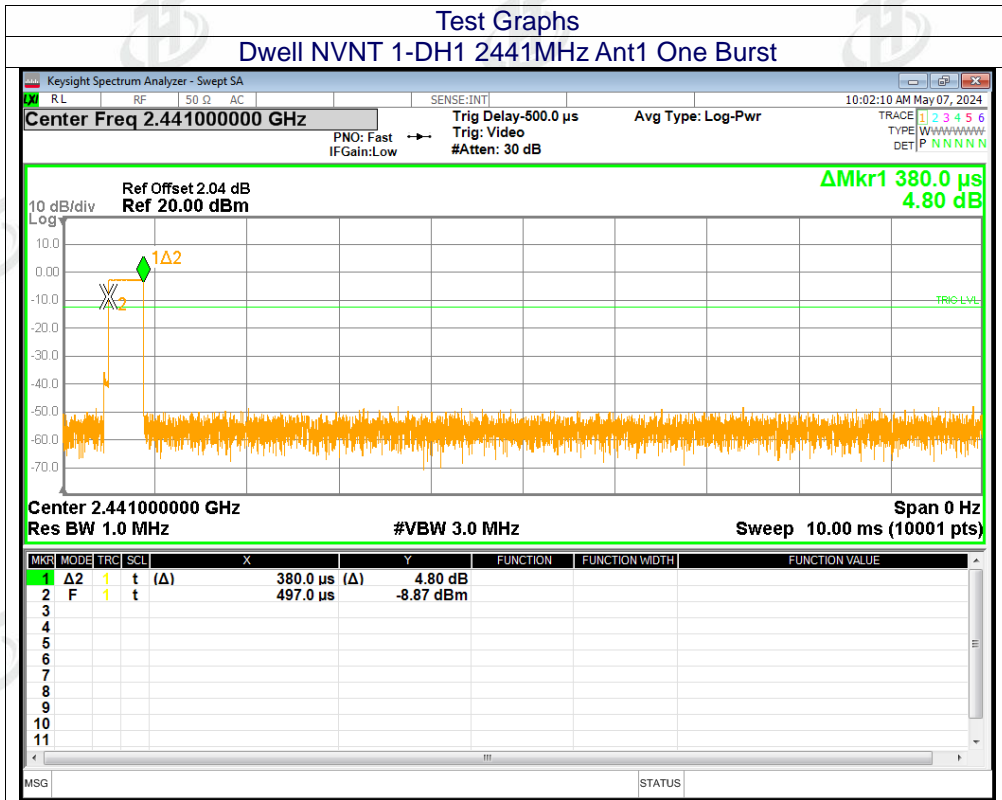 Test Graphs
Dwell NVNT 1-DH1 2441MHz Ant1 One Burst
Keysight Spectrum Analyzer - Swept SA
LXI RL RF 50 Ω AC SENSE:INT 10:02:10 AM May 07, 2024
Center Freq 2.441000000 GHz Trig Delay-500.0 µs Avg Type: Log-Pwr TRACE 1 2 3 4 5 6
PNO: Fast Trig: Video TYPE WWWWWWW
IFGain:Low #Atten: 30 dB DET P N N N N N
ΔMkr1 380.0 µs
4.80 dB
Ref Offset 2.04 dB
10 dB/div Ref 20.00 dBm
Log
10.0
1Δ2
0.00
-10.0
2
TRIG LVL
-20.0
-30.0
-40.0
-50.0
-60.0
-70.0
Center 2.441000000 GHz Span 0 Hz
Res BW 1.0 MHz #VBW 3.0 MHz Sweep 10.00 ms (10001 pts)
MKR MODE TRC SCL X Y FUNCTION FUNCTION WIDTH FUNCTION VALUE
1 Δ2 1 t (Δ) 380.0 µs (Δ) 4.80 dB
2 F 1 t 497.0 µs -8.87 dBm
3
4
5
6
7
8
9
10
11
MSG STATUS